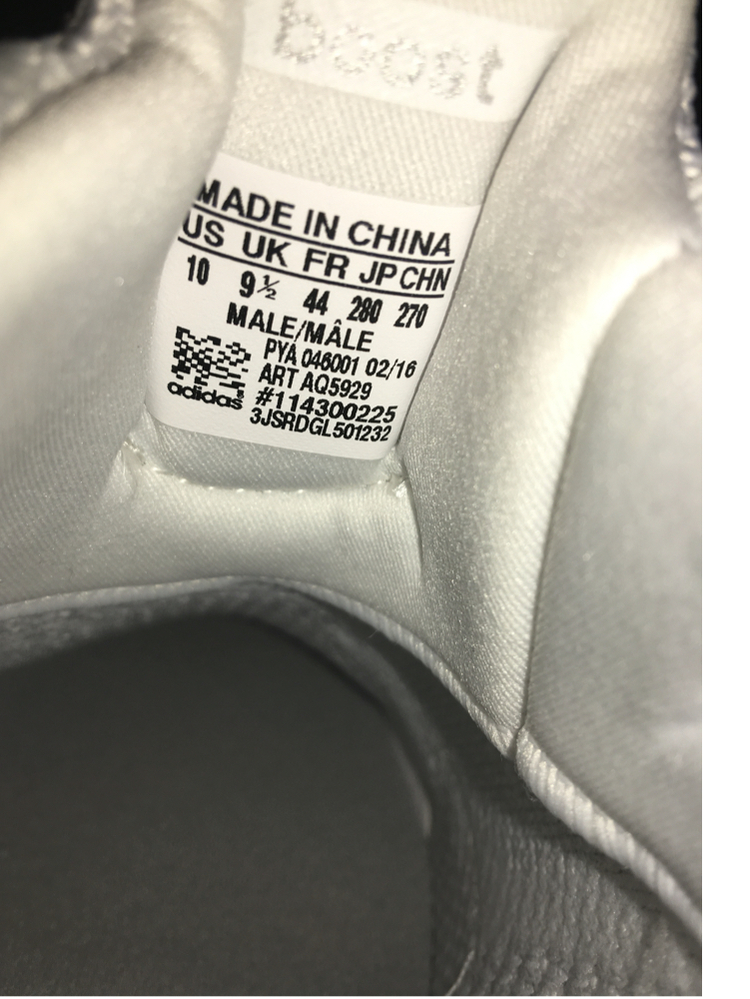 boost
MADE IN CHINA
US UK FR JP CHN
10 9½ 44 280 270
MALE/MÂLE
PYA 046001 02/16
ART AQ5929
#114300225
3JSRDGL501232
adidas